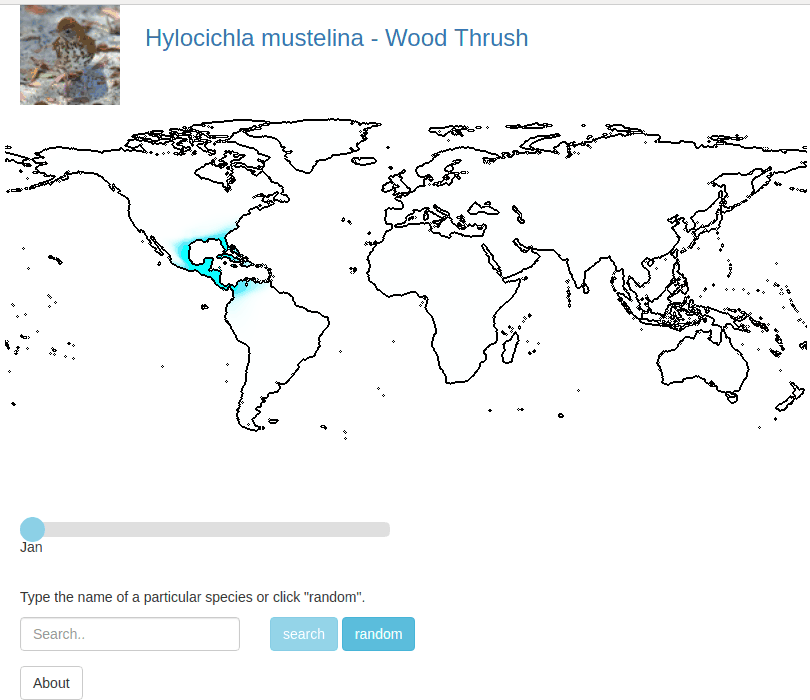 Hylocichla mustelina - Wood Thrush
Jan
Type the name of a particular species or click "random".
Search..
search
random
About